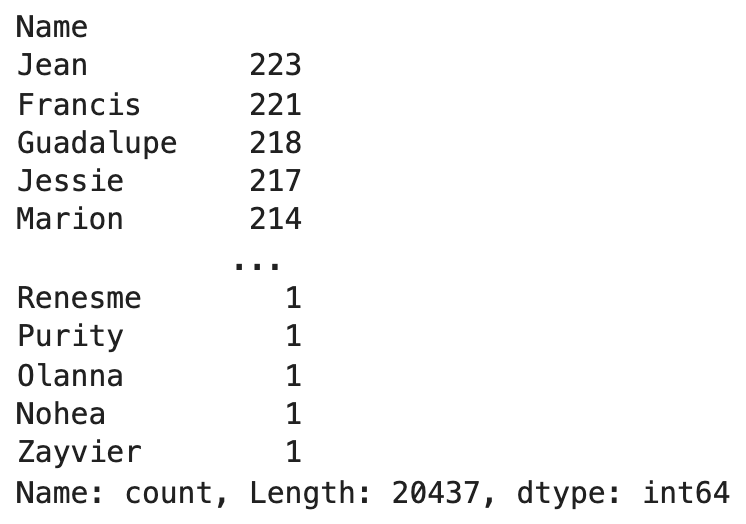 Name
Jean 223
Francis 221
Guadalupe 218
Jessie 217
Marion 214
...
Renesme 1
Purity 1
Olanna 1
Nohea 1
Zayvier 1
Name: count, Length: 20437, dtype: int64